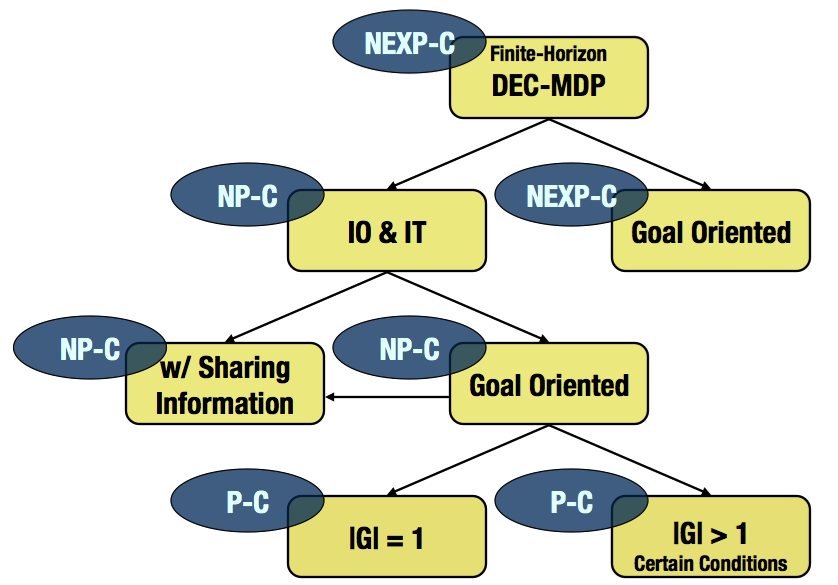 NEXP-C
Finite-Horizon
DEC-MDP
NP-C
IO & IT
NEXP-C
Goal Oriented
NP-C
w/ Sharing
Information
NP-C
Goal Oriented
P-C
|G| = 1
P-C
|G| > 1
Certain Conditions